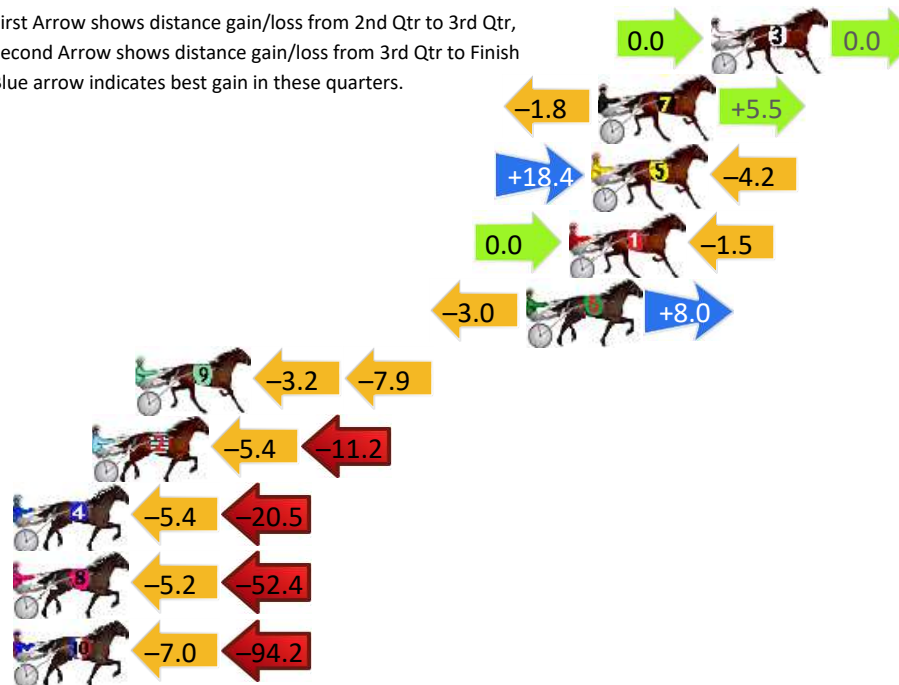 irst Arrow shows distance gain/loss from 2nd Qtr to 3rd Qtr,
econd Arrow shows distance gain/loss from 3rd Qtr to Finish
lue arrow indicates best gain in these quarters.
0.0 3 0.0
–1.8 7 +5.5
+18.4 5 –4.2
0.0 1 –1.5
–3.0 6 +8.0
9 –3.2 –7.9
2 –5.4 –11.2
4 –5.4 –20.5
8 –5.2 –52.4
10 –7.0 –94.2